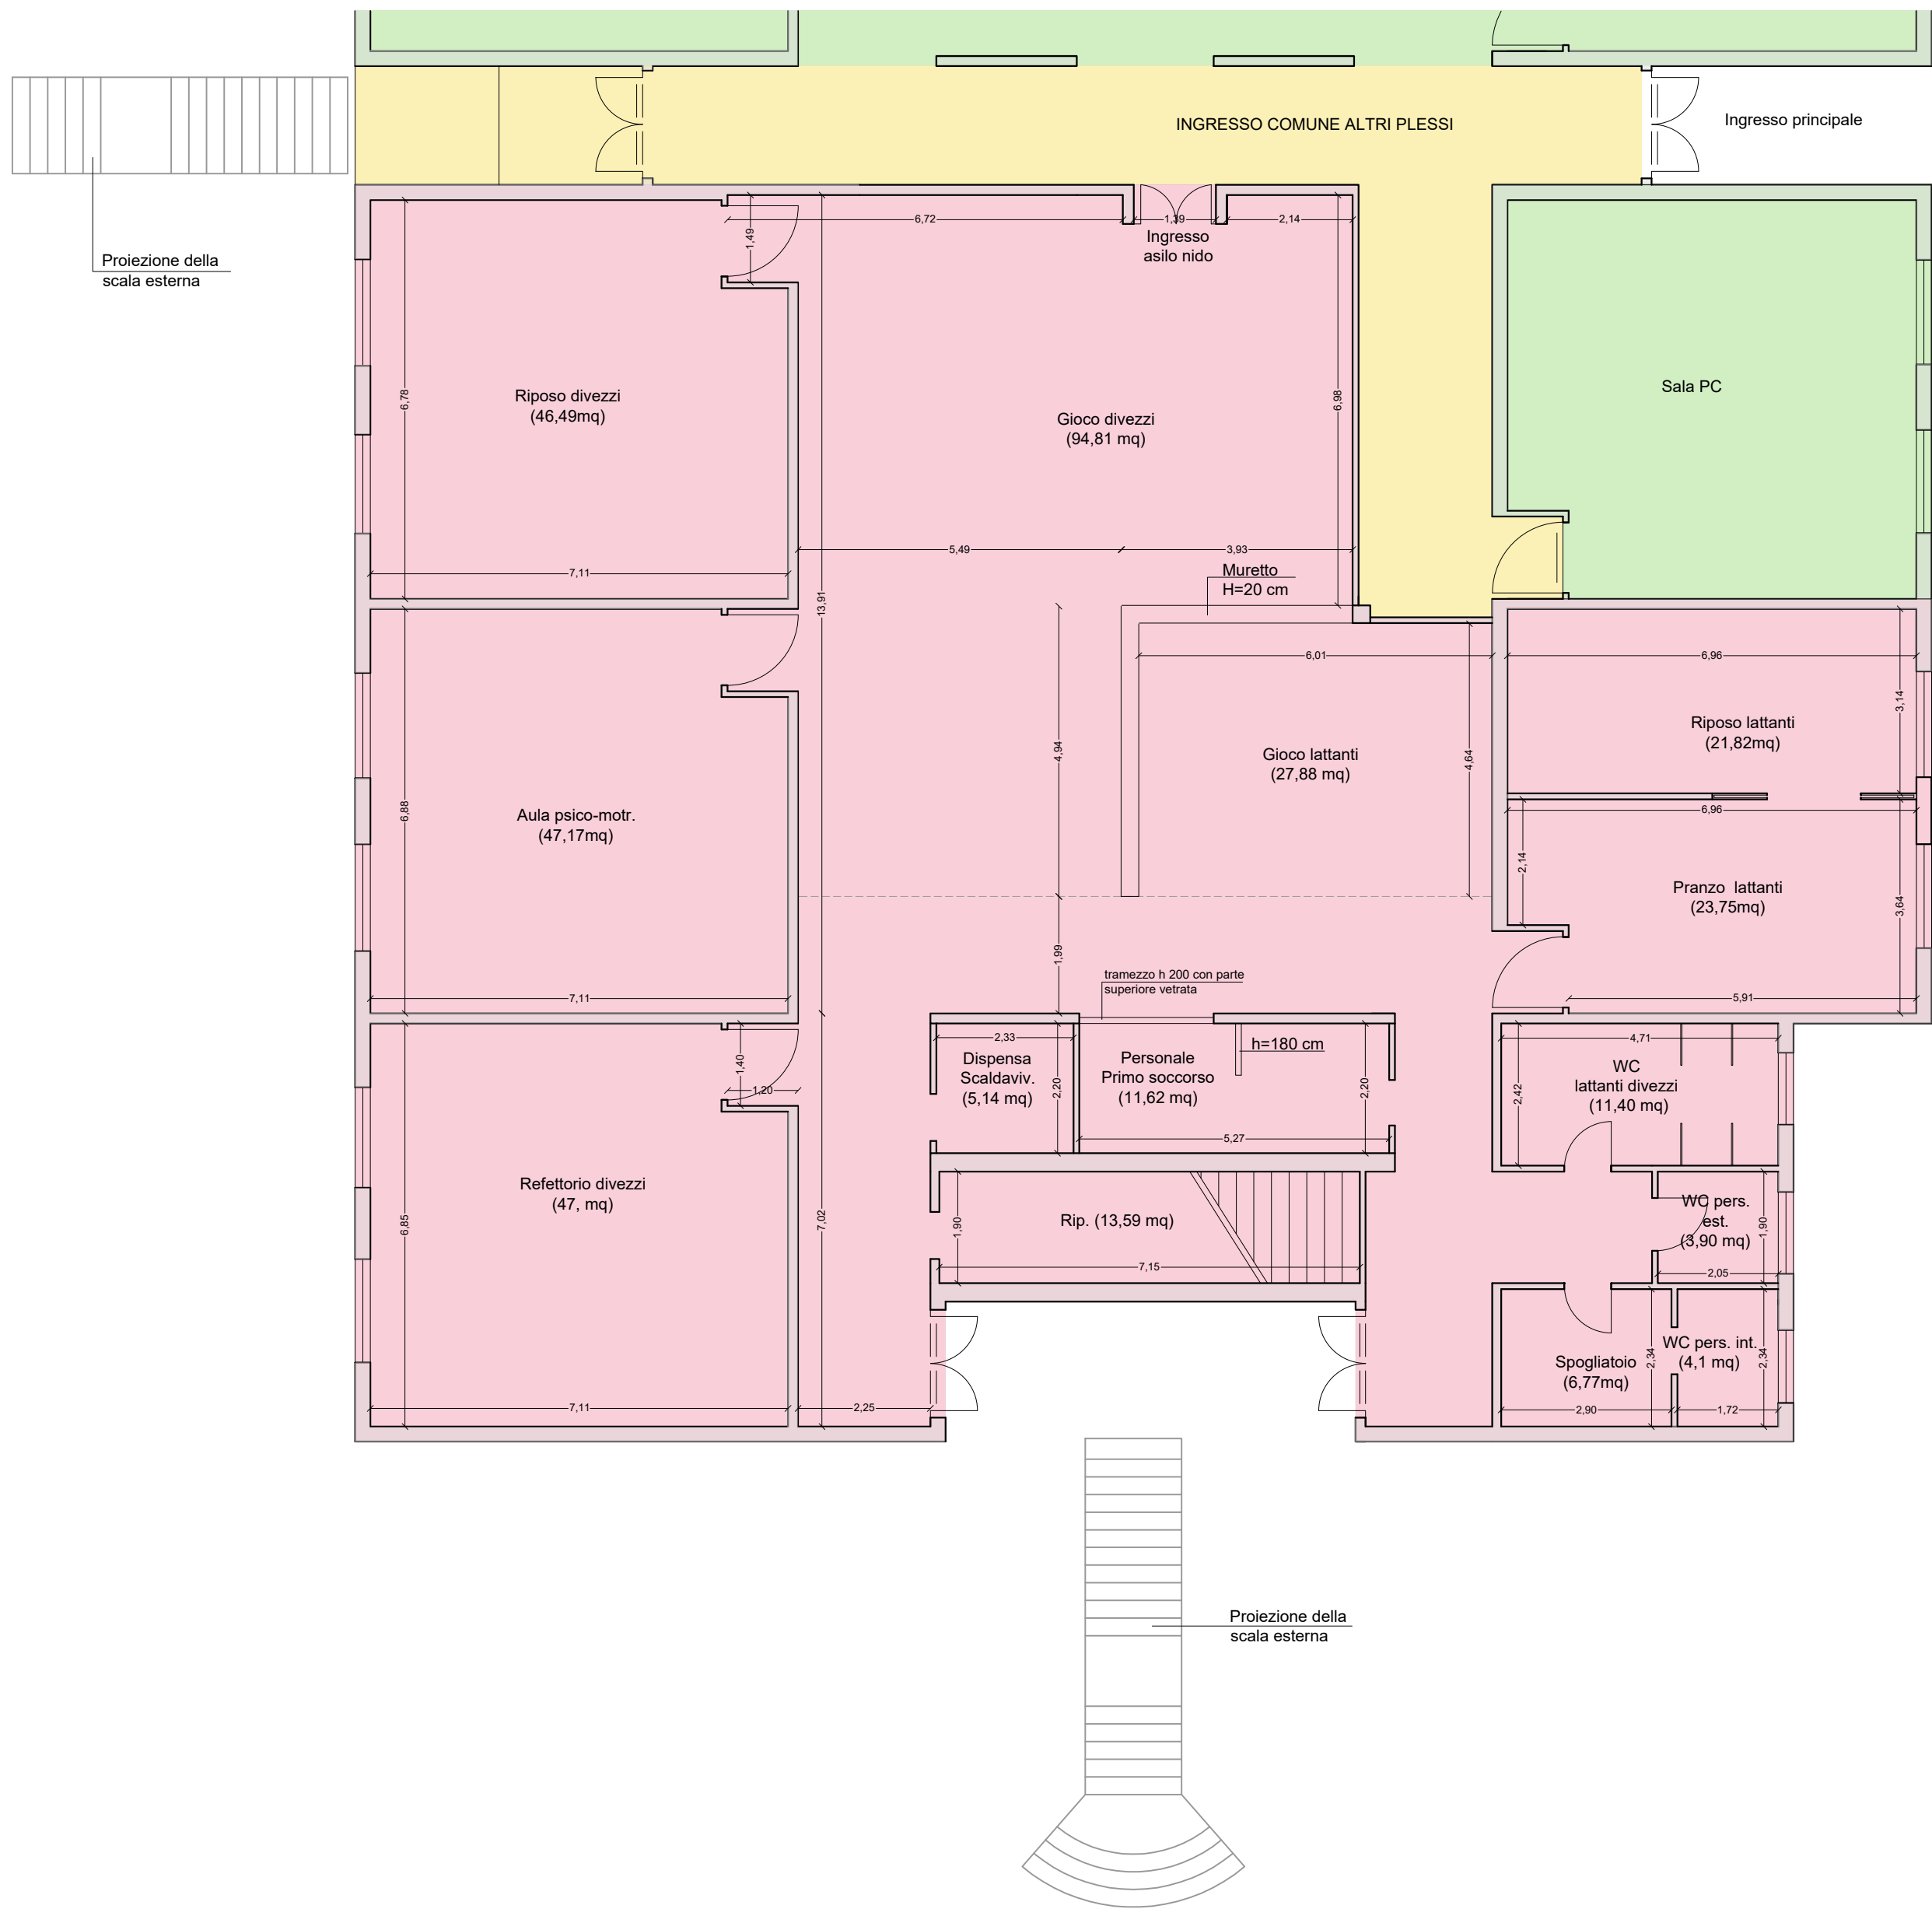 INGRESSO COMUNE ALTRI PLESSI
Ingresso principale
Proiezione della
scala esterna
6,72
1,39
2,14
1,49
Ingresso
asilo nido
Riposo divezzi
(46,49mq)
6,78
7,11
Gioco divezzi
(94,81 mq)
6,98
13,91
5,49
3,93
Sala PC
Muretto
H=20 cm
6,01
6,96
3,14
Riposo lattanti
(21,82mq)
Gioco lattanti
(27,88 mq)
4,94
4,64
Aula psico-motr.
(47,17mq)
6,88
7,11
6,96
2,14
Pranzo  lattanti
(23,75mq)
3,64
5,91
1,99
tramezzo h 200 con parte
superiore vetrata
2,33
Dispensa
Scaldaviv.
(5,14 mq)
2,20
Personale
Primo soccorso
(11,62 mq)
h=180 cm
2,20
5,27
4,71
WC
lattanti divezzi
(11,40 mq)
2,42
1,40
1,20
Refettorio divezzi
(47, mq)
6,85
7,11
7,02
2,25
1,90
Rip. (13,59 mq)
7,15
WC pers.
est.
(3,90 mq)
1,90
2,05
Spogliatoio
(6,77mq)
2,34
2,90
WC pers. int.
(4,1 mq)
2,34
1,72
Proiezione della
scala esterna